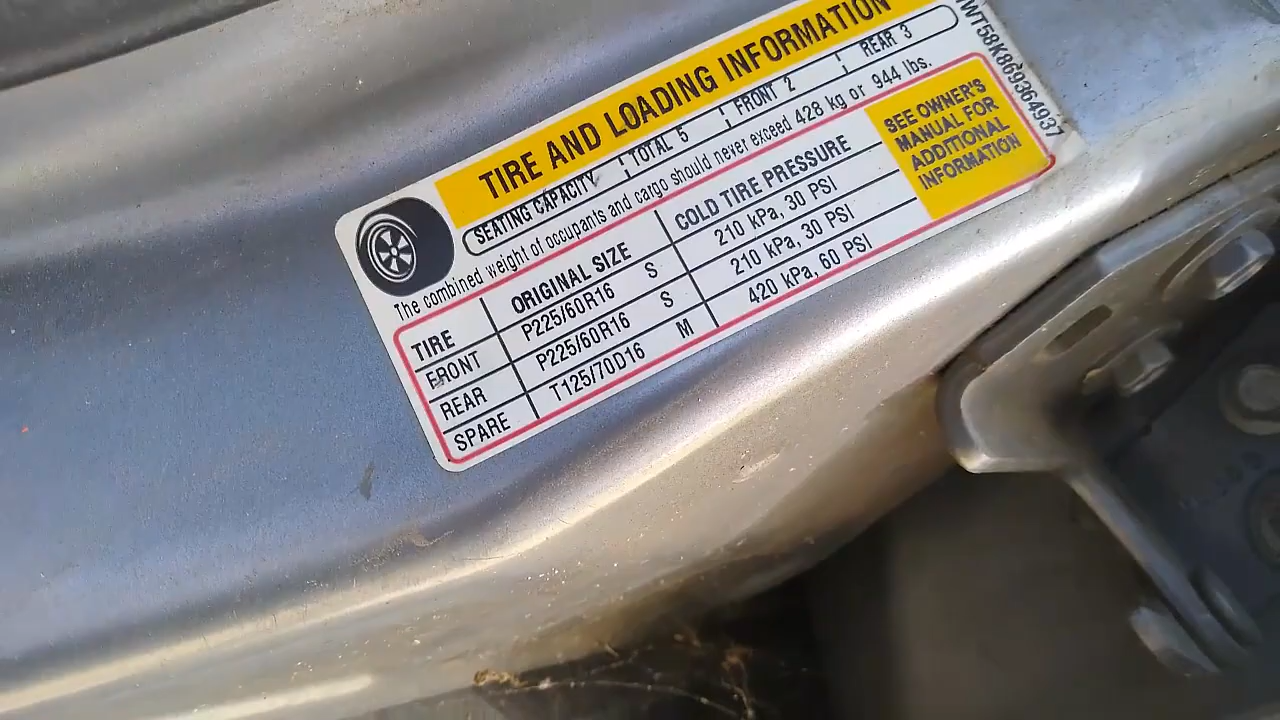 TIRE AND LOADING INFORMATION
SEATING CAPACITY TOTAL 5 FRONT 2 REAR 3
The combined weight of occupants and cargo should never exceed 428 kg or 944 lbs.
TIRE ORIGINAL SIZE COLD TIRE PRESSURE
FRONT P225/60R16 S 210 kPa, 30 PSI
REAR P225/60R16 S 210 kPa, 30 PSI
SPARE T125/70D16 M 420 kPa, 60 PSI
SEE OWNER'S
MANUAL FOR
ADDITIONAL
INFORMATION
WT58K869364937